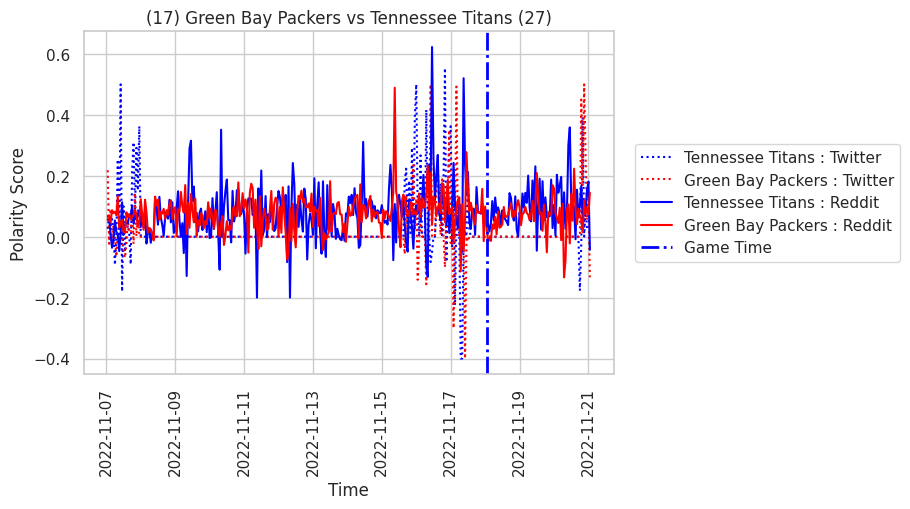 (17) Green Bay Packers vs Tennessee Titans (27)
Polarity Score
0.6
0.4
0.2
0.0
−0.2
−0.4
2022-11-07
2022-11-09
2022-11-11
2022-11-13
2022-11-15
2022-11-17
2022-11-19
2022-11-21
Time
Tennessee Titans : Twitter
Green Bay Packers : Twitter
Tennessee Titans : Reddit
Green Bay Packers : Reddit
Game Time